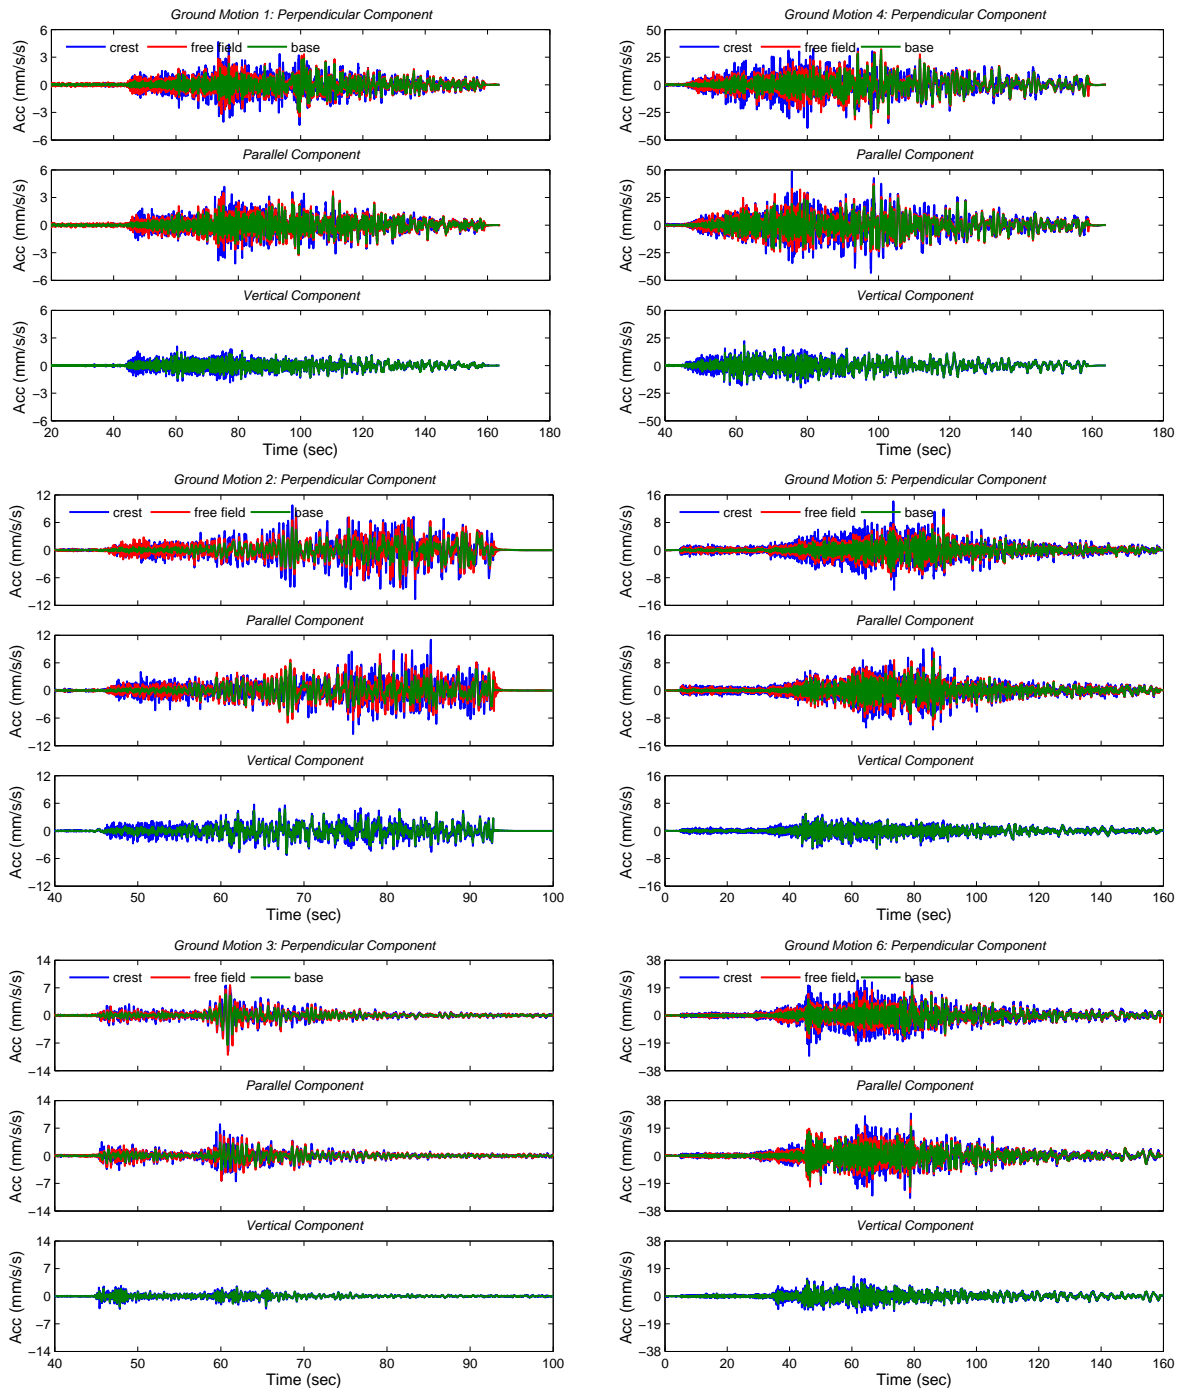 Ground Motion 1: Perpendicular Component
crest free field base
Acc (mm/s/s)
6
3
0
−3
−6
Parallel Component
Acc (mm/s/s)
6
3
0
−3
−6
Vertical Component
Acc (mm/s/s)
6
3
0
−3
−6
20 40 60 80 100 120 140 160 180
Time (sec)
Ground Motion 4: Perpendicular Component
crest free field base
Acc (mm/s/s)
50
25
0
−25
−50
Parallel Component
Acc (mm/s/s)
50
25
0
−25
−50
Vertical Component
Acc (mm/s/s)
50
25
0
−25
−50
40 60 80 100 120 140 160 180
Time (sec)
Ground Motion 2: Perpendicular Component
crest free field base
Acc (mm/s/s)
12
6
0
−6
−12
Parallel Component
Acc (mm/s/s)
12
6
0
−6
−12
Vertical Component
Acc (mm/s/s)
12
6
0
−6
−12
40 50 60 70 80 90 100
Time (sec)
Ground Motion 5: Perpendicular Component
crest free field base
Acc (mm/s/s)
16
8
0
−8
−16
Parallel Component
Acc (mm/s/s)
16
8
0
−8
−16
Vertical Component
Acc (mm/s/s)
16
8
0
−8
−16
0 20 40 60 80 100 120 140 160
Time (sec)
Ground Motion 3: Perpendicular Component
crest free field base
Acc (mm/s/s)
14
7
0
−7
−14
Parallel Component
Acc (mm/s/s)
14
7
0
−7
−14
Vertical Component
Acc (mm/s/s)
14
7
0
−7
−14
40 50 60 70 80 90 100
Time (sec)
Ground Motion 6: Perpendicular Component
crest free field base
Acc (mm/s/s)
38
19
0
−19
−38
Parallel Component
Acc (mm/s/s)
38
19
0
−19
−38
Vertical Component
Acc (mm/s/s)
38
19
0
−19
−38
0 20 40 60 80 100 120 140 160
Time (sec)